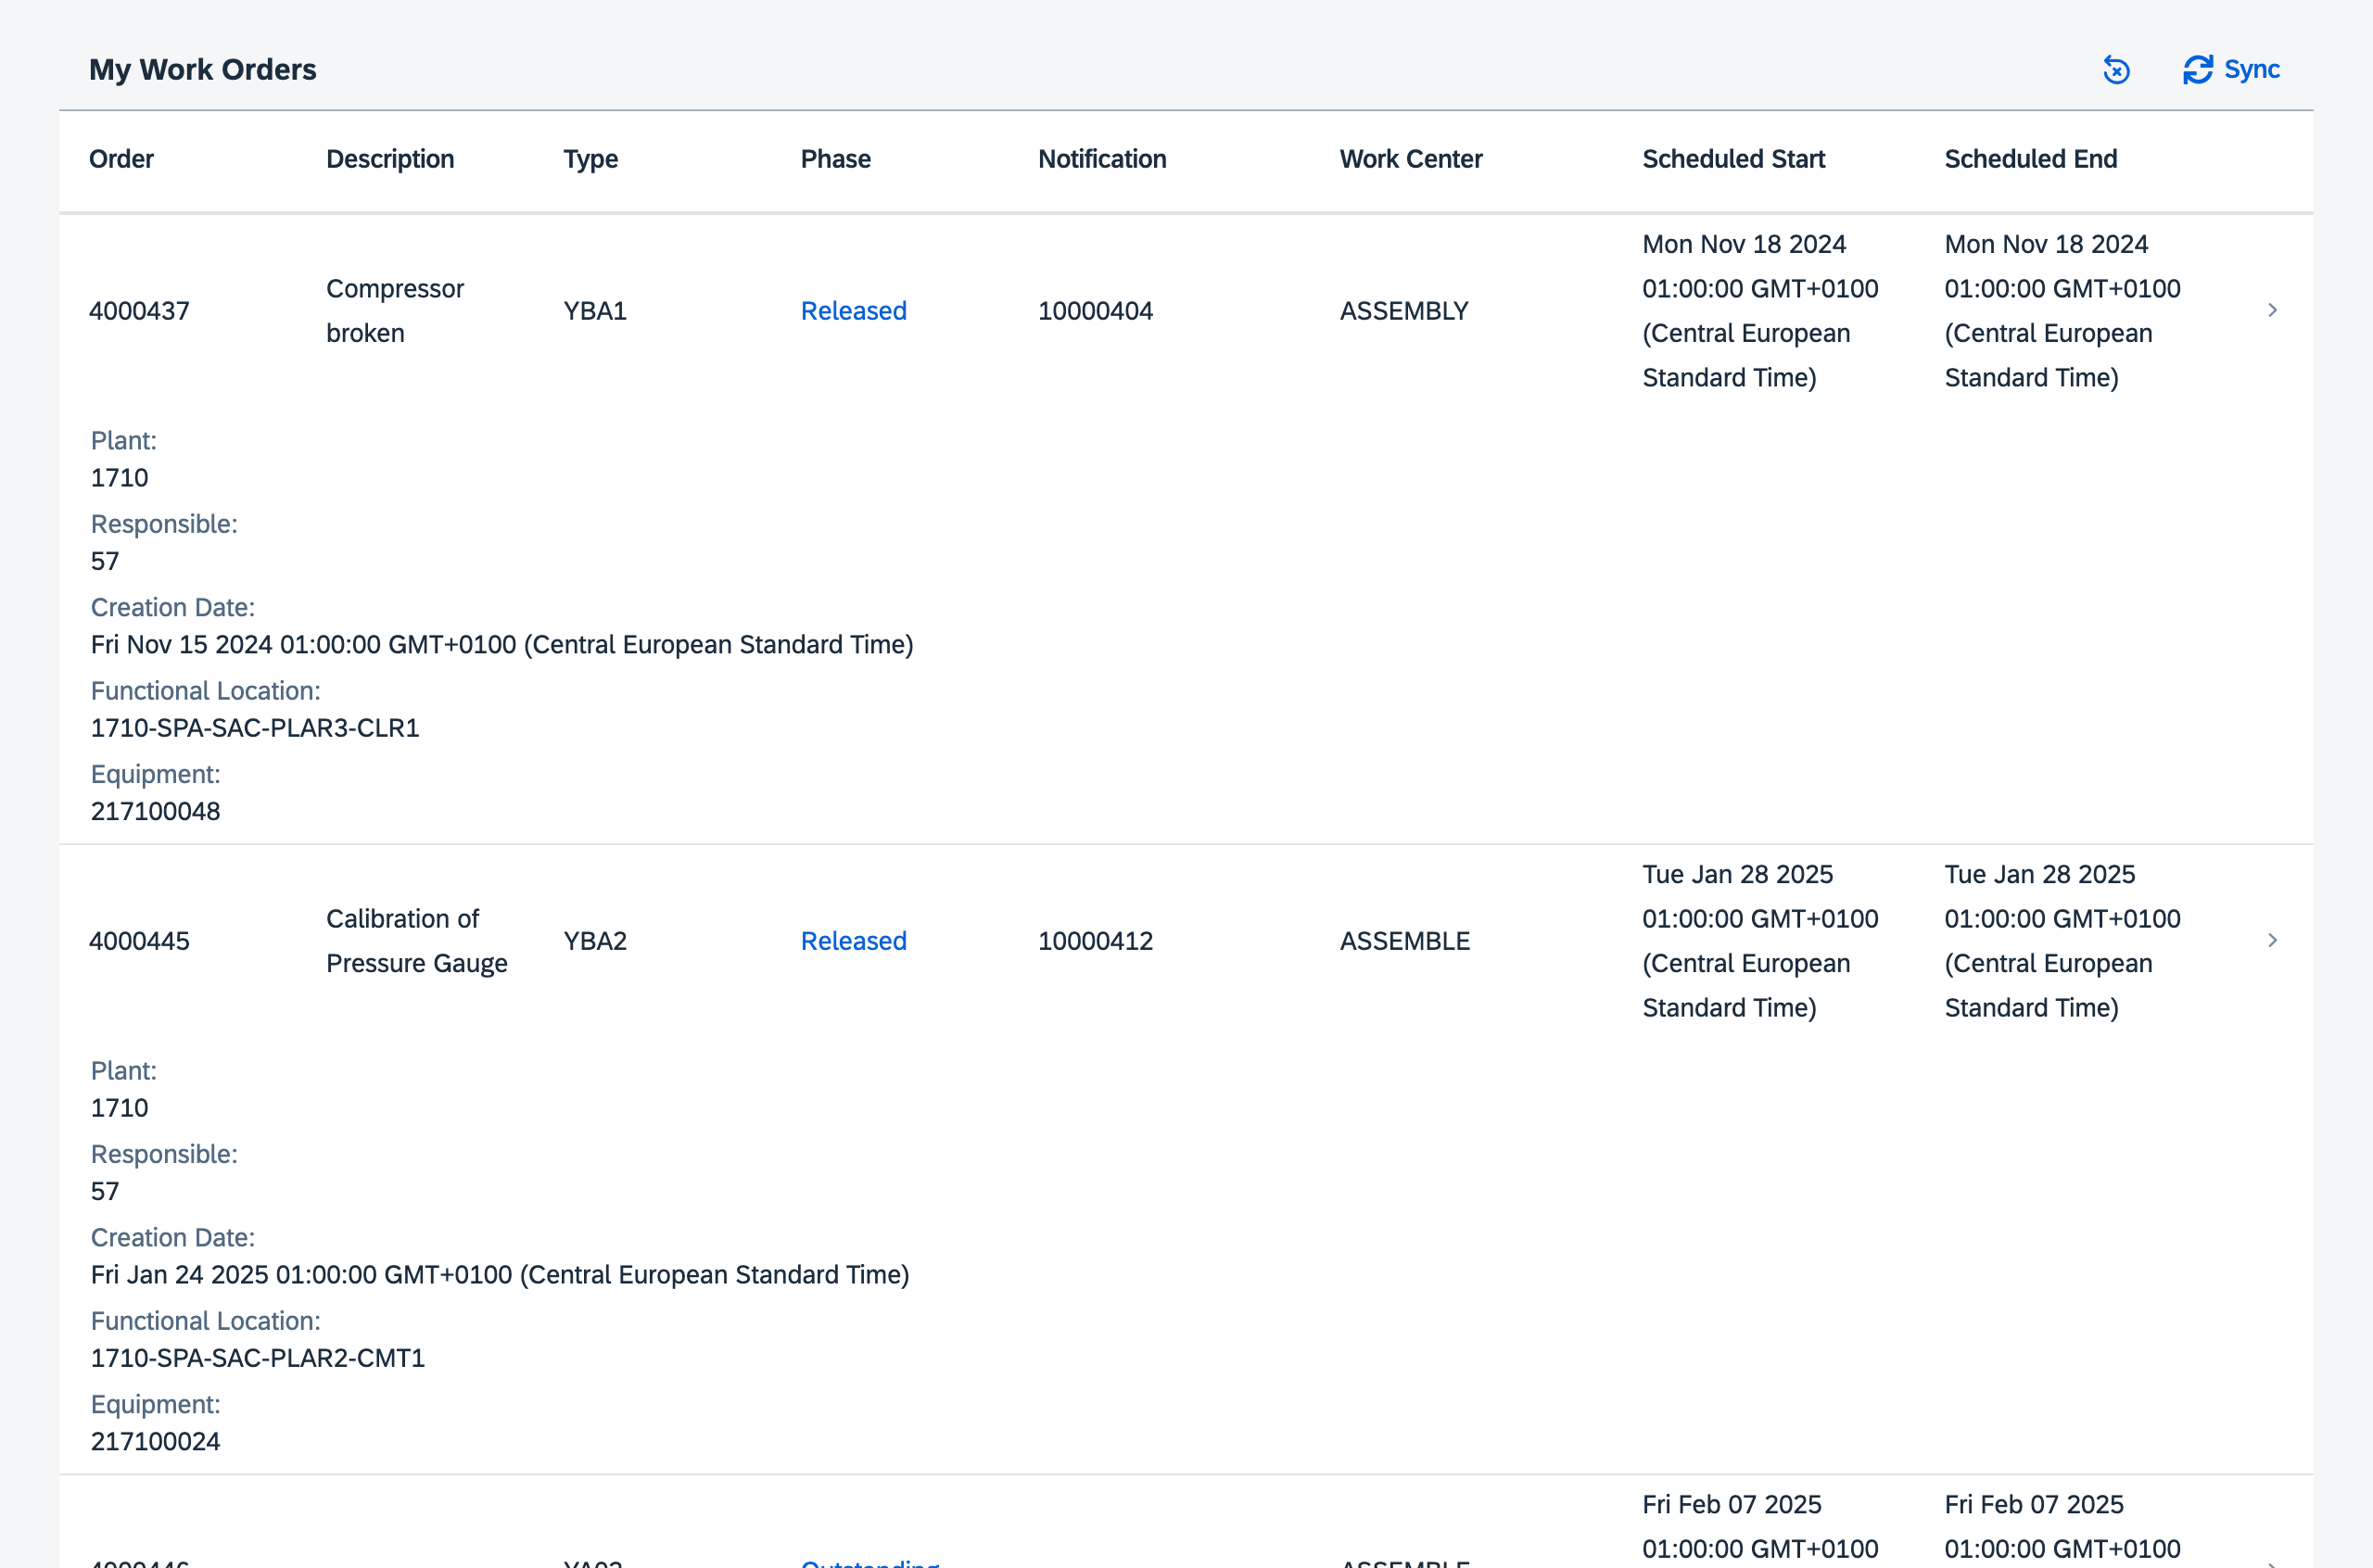 My Work Orders
Sync
Order Description Type Phase Notification Work Center Scheduled Start Scheduled End
4000437
Compressor
broken
YBA1
Released
10000404
ASSEMBLY
Mon Nov 18 2024
01:00:00 GMT+0100
(Central European
Standard Time)
Mon Nov 18 2024
01:00:00 GMT+0100
(Central European
Standard Time)
Plant:
1710
Responsible:
57
Creation Date:
Fri Nov 15 2024 01:00:00 GMT+0100 (Central European Standard Time)
Functional Location:
1710-SPA-SAC-PLAR3-CLR1
Equipment:
217100048
4000445
Calibration of
Pressure Gauge
YBA2
Released
10000412
ASSEMBLE
Tue Jan 28 2025
01:00:00 GMT+0100
(Central European
Standard Time)
Tue Jan 28 2025
01:00:00 GMT+0100
(Central European
Standard Time)
Plant:
1710
Responsible:
57
Creation Date:
Fri Jan 24 2025 01:00:00 GMT+0100 (Central European Standard Time)
Functional Location:
1710-SPA-SAC-PLAR2-CMT1
Equipment:
217100024
Outstanding
ASSEMBLE
Fri Feb 07 2025
01:00:00 GMT+0100
Fri Feb 07 2025
01:00:00 GMT+0100